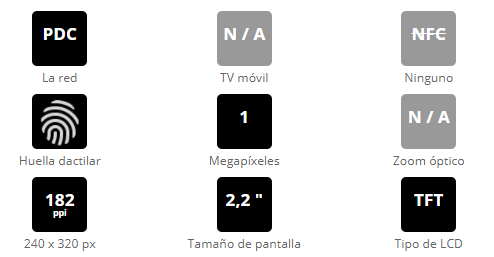 PDC
N / A
NFC
La red
TV móvil
Ninguno
1
N / A
Huella dactilar
Megapíxeles
Zoom óptico
182
ppi
2,2 "
TFT
240 x 320 px
Tamaño de pantalla
Tipo de LCD